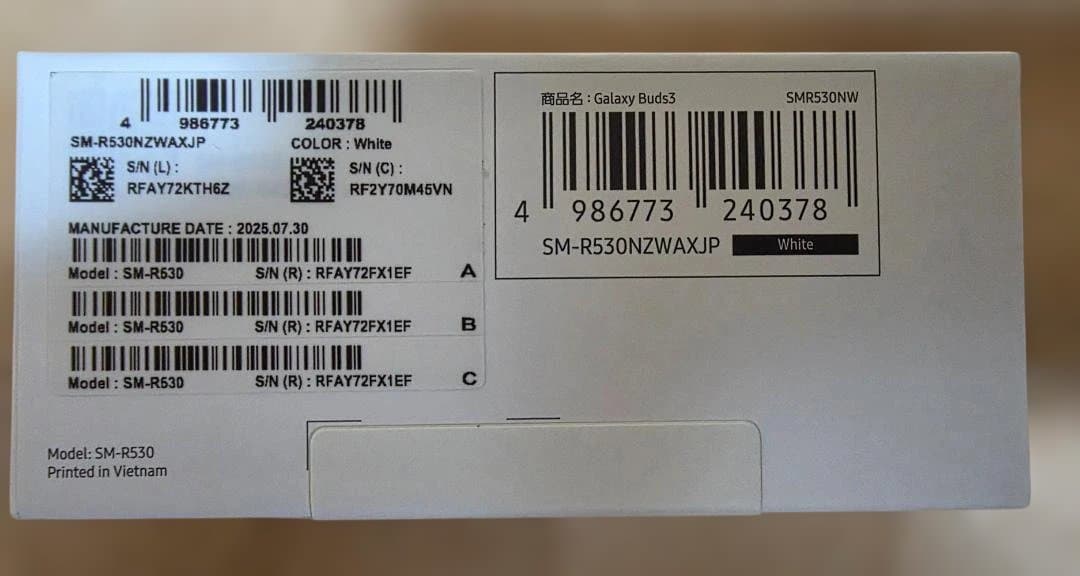 4 986773 240378
SM-R530NZWAXJP COLOR : White
S/N (L) :
RFAY72KTH6Z
S/N (C) :
RF2Y70M45VN
MANUFACTURE DATE : 2025.07.30
Model : SM-R530 S/N (R) : RFAY72FX1EF A
Model : SM-R530 S/N (R) : RFAY72FX1EF B
Model : SM-R530 S/N (R) : RFAY72FX1EF C
商品名 : Galaxy Buds3 SMR530NW
4 986773 240378
SM-R530NZWAXJP White
Model: SM-R530
Printed in Vietnam